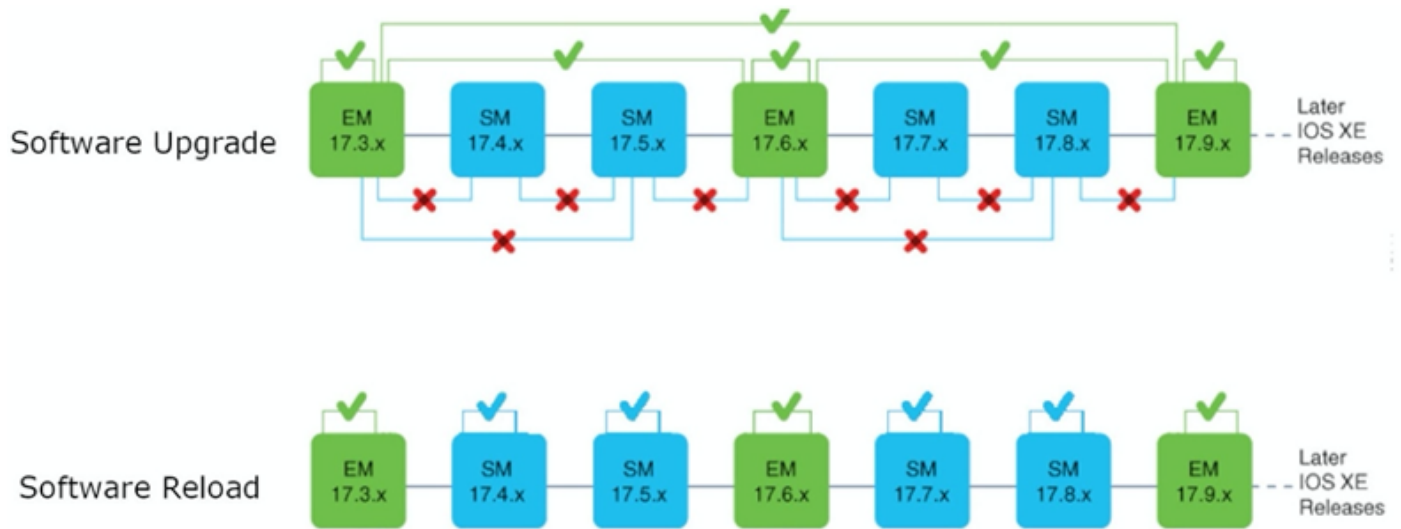 Software Upgrade
EM
17.3.x
SM
17.4.x
SM
17.5.x
EM
17.6.x
SM
17.7.x
SM
17.8.x
EM
17.9.x
Later
IOS XE
Releases
Software Reload
EM
17.3.x
SM
17.4.x
SM
17.5.x
EM
17.6.x
SM
17.7.x
SM
17.8.x
EM
17.9.x
Later
IOS XE
Releases